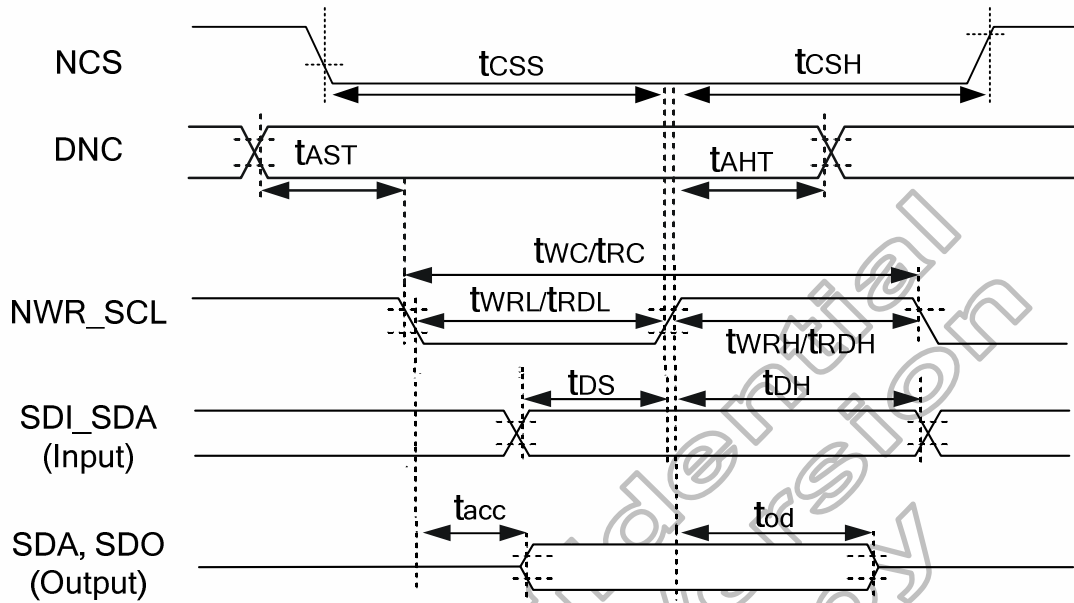 NCS
tCSS
tCSH
DNC
tAST
tAHT
tWC/tRC
NWR_SCL
tWRL/tRDL
tWRH/tRDH
tDS
tDH
SDI_SDA
(Input)
tacc
tod
SDA, SDO
(Output)